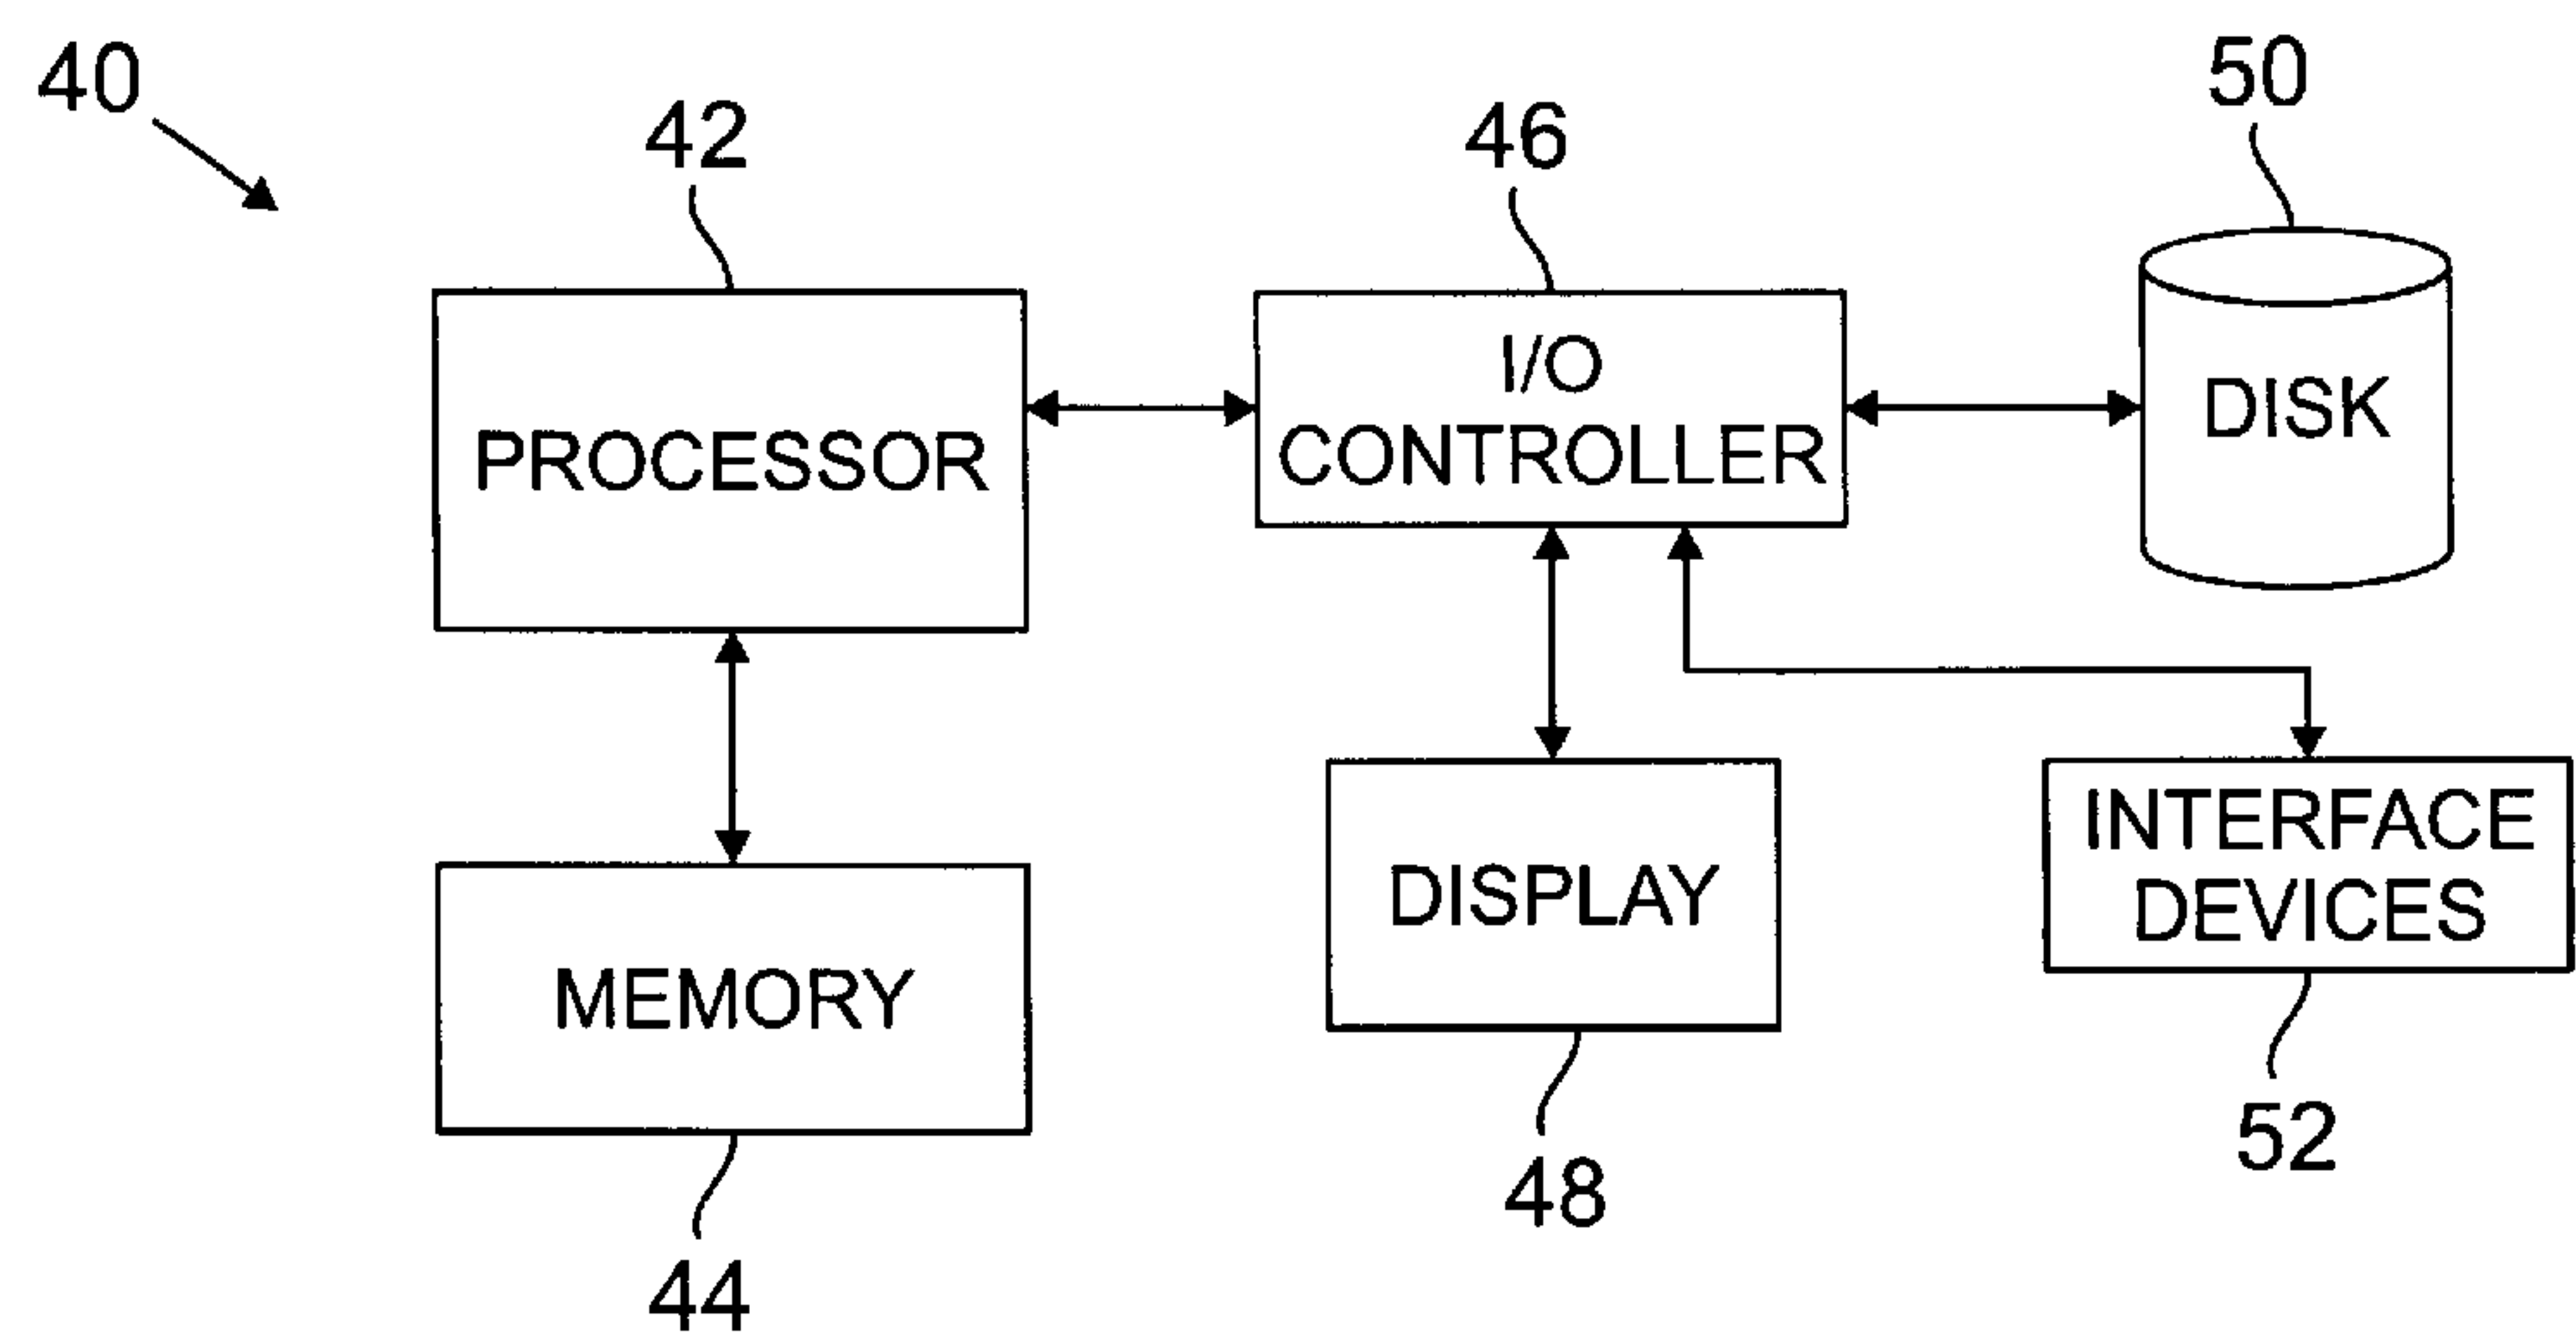 40
42
46
50
PROCESSOR
I/O
CONTROLLER
DISK
MEMORY
DISPLAY
INTERFACE
DEVICES
44
48
52